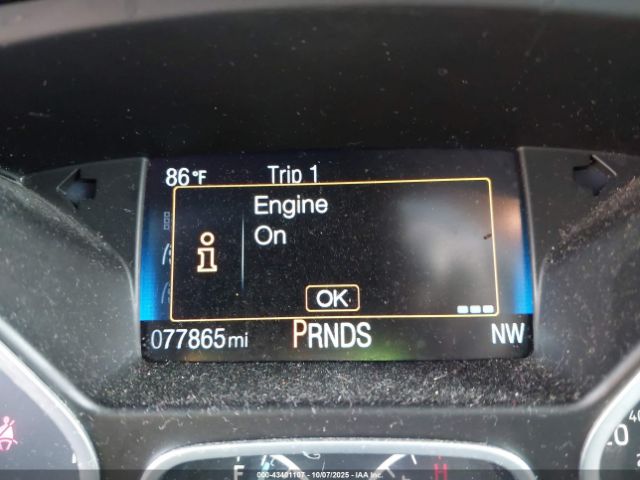 86°F Trip 1
Engine
On
i
OK
077865mi PRNDS NW
F H
000-43401107 - 10/07/2025 - IAA Inc.